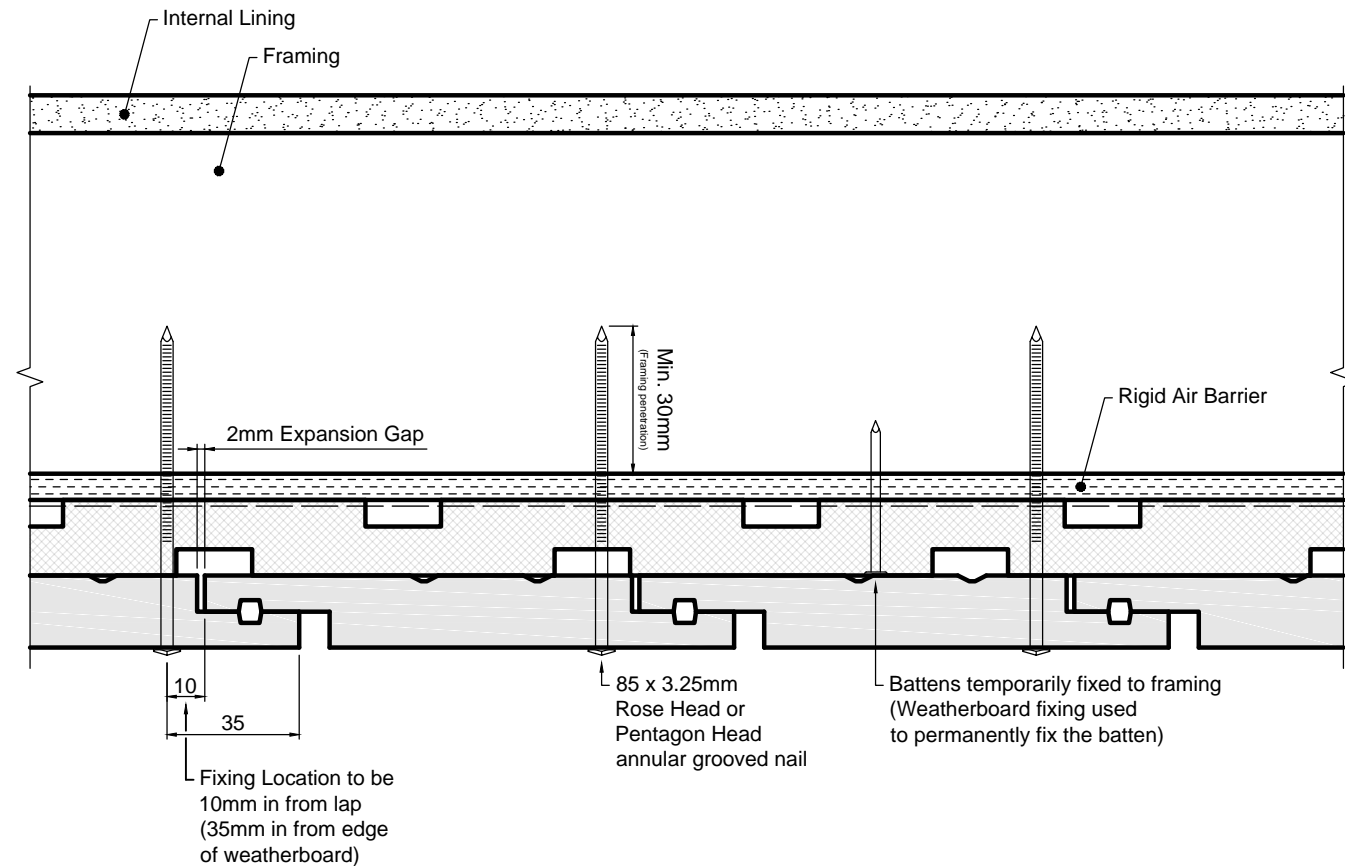 Internal Lining
Framing
Min. 30mm
(Framing penetration)
Rigid Air Barrier
2mm Expansion Gap
10
35
85 x 3.25mm
Rose Head or
Pentagon Head
annular grooved nail
Battens temporarily fixed to framing
(Weatherboard fixing used
to permanently fix the batten)
Fixing Location to be
10mm in from lap
(35mm in from edge
of weatherboard)